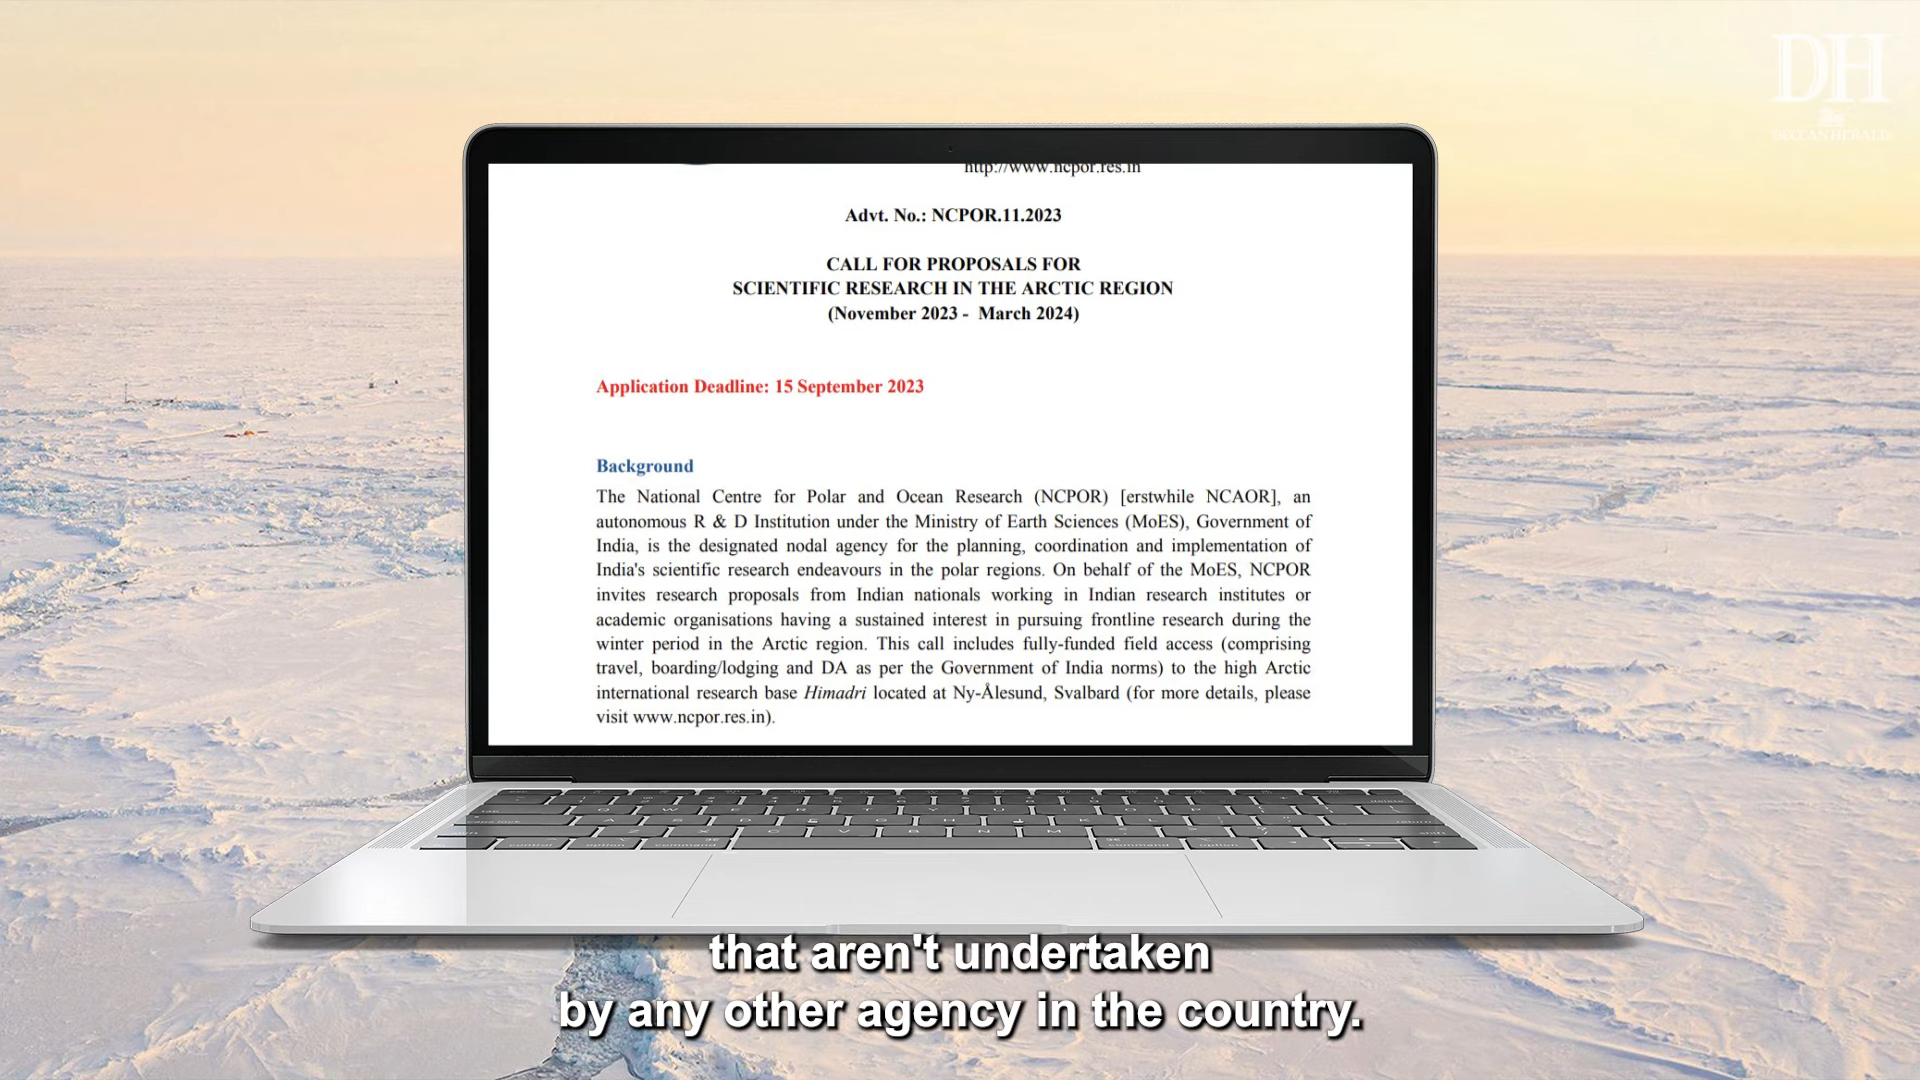 DH
DECCAN HERALD
http://www.ncpor.res.in
Advt. No.: NCPOR.11.2023
CALL FOR PROPOSALS FOR
SCIENTIFIC RESEARCH IN THE ARCTIC REGION
(November 2023 - March 2024)
Application Deadline: 15 September 2023
Background
The National Centre for Polar and Ocean Research (NCPOR) [erstwhile NCAOR], an
autonomous R & D Institution under the Ministry of Earth Sciences (MoES), Government of
India, is the designated nodal agency for the planning, coordination and implementation of
India's scientific research endeavours in the polar regions. On behalf of the MoES, NCPOR
invites research proposals from Indian nationals working in Indian research institutes or
academic organisations having a sustained interest in pursuing frontline research during the
winter period in the Arctic region. This call includes fully-funded field access (comprising
travel, boarding/lodging and DA as per the Government of India norms) to the high Arctic
international research base Himadri located at Ny-Ålesund, Svalbard (for more details, please
visit www.ncpor.res.in).
that aren't undertaken
by any other agency in the country.